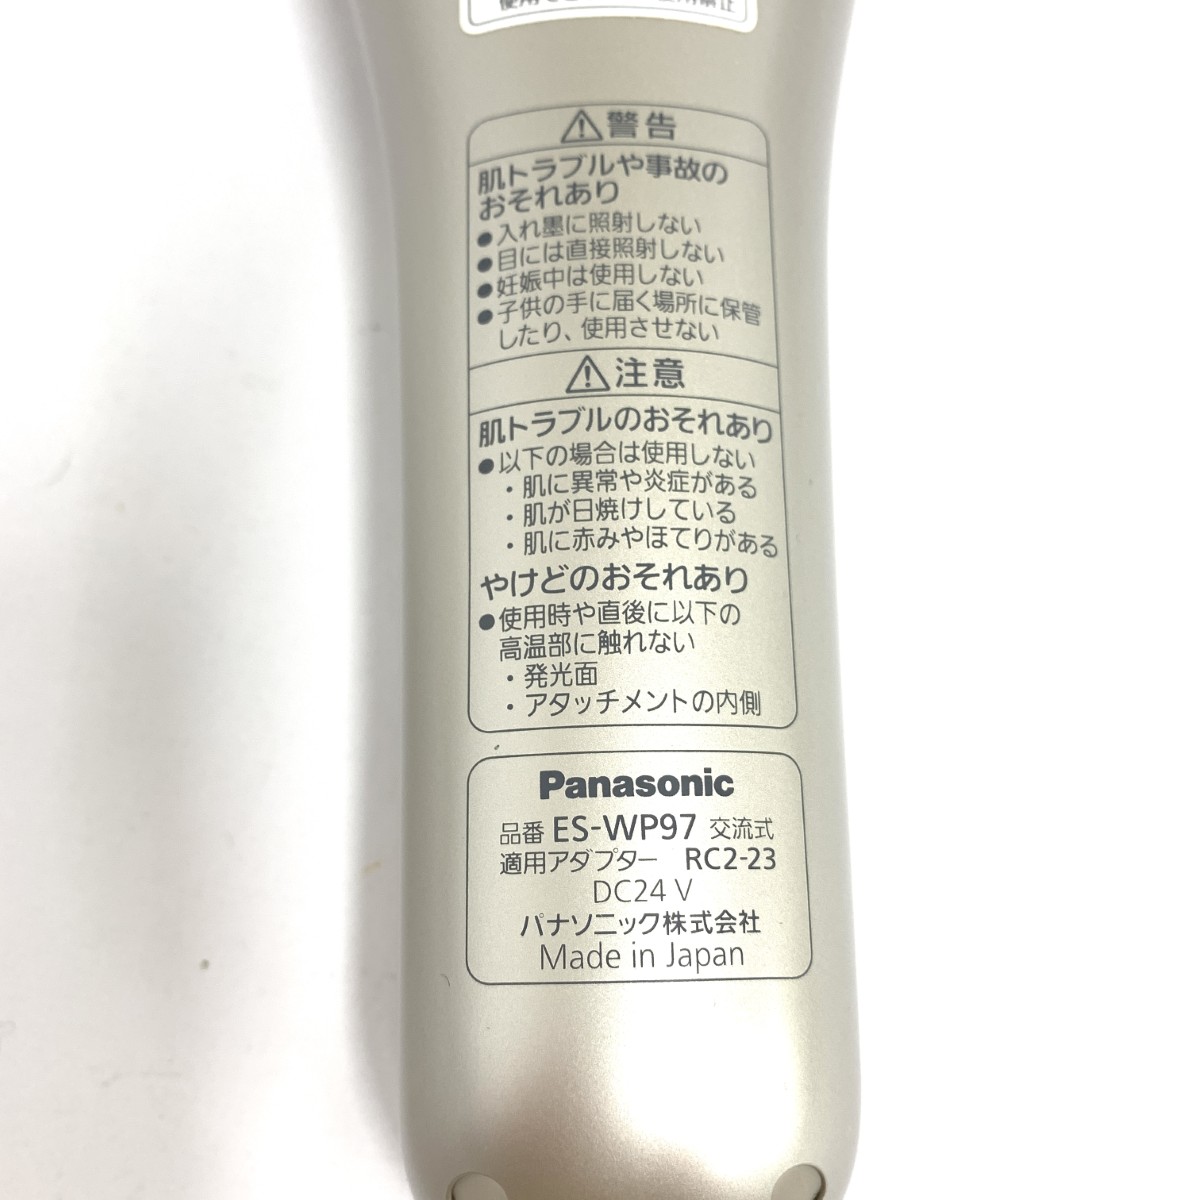 警告
肌トラブルや事故の
おそれあり
●入れ墨に照射しない
●目には直接照射しない
●妊娠中は使用しない
●子供の手に届く場所に保管
したり、使用させない
注意
肌トラブルのおそれあり
●以下の場合は使用しない
・肌に異常や炎症がある
・肌が日焼けしている
・肌に赤みやほてりがある
やけどのおそれあり
●使用時や直後に以下の
高温部に触れない
・発光面
・アタッチメントの内側
Panasonic
品番 ES-WP97 交流式
適用アダプター RC2-23
DC24 V
パナソニック株式会社
Made in Japan